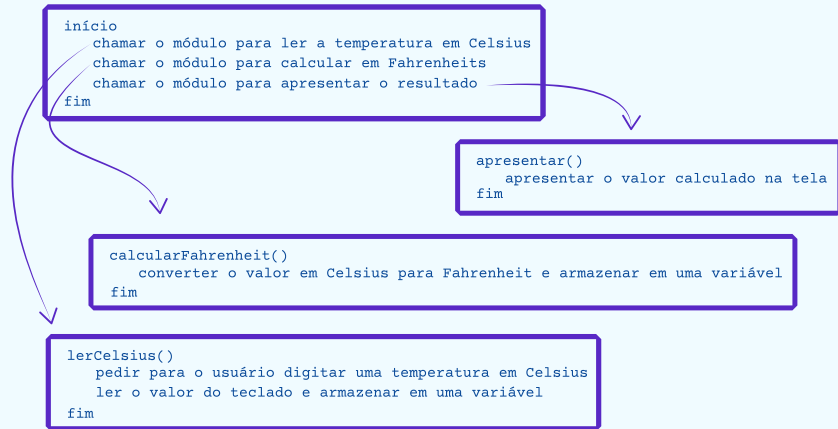 início
chamar o módulo para ler a temperatura em Celsius
chamar o módulo para calcular em Fahrenheits
chamar o módulo para apresentar o resultado
fim
apresentar()
apresentar o valor calculado na tela
fim
calcularFahrenheit()
converter o valor em Celsius para Fahrenheit e armazenar em uma variável
fim
lerCelsius()
pedir para o usuário digitar uma temperatura em Celsius
ler o valor do teclado e armazenar em uma variável
fim